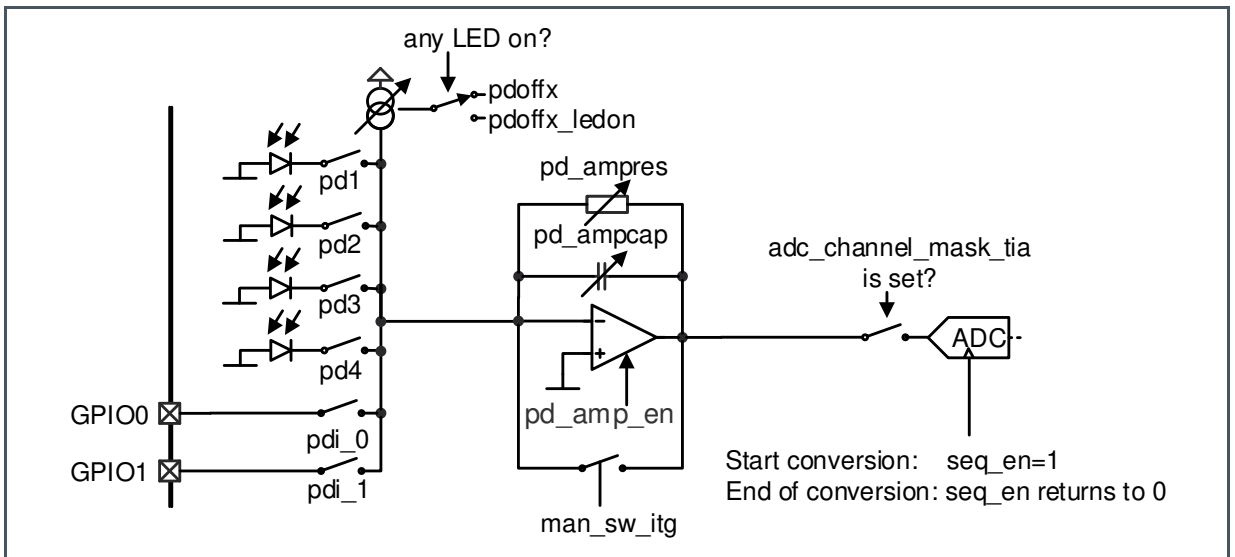 any LED on?
pdoffx
pdoffx_ledon
pd1
pd2
pd3
pd4
GPIO0
pdi_0
GPIO1
pdi_1
pd_ampres
pd_ampcap
−
+
pd_amp_en
man_sw_itg
adc_channel_mask_tia
is set?
ADC
Start conversion: seq_en=1
End of conversion: seq_en returns to 0